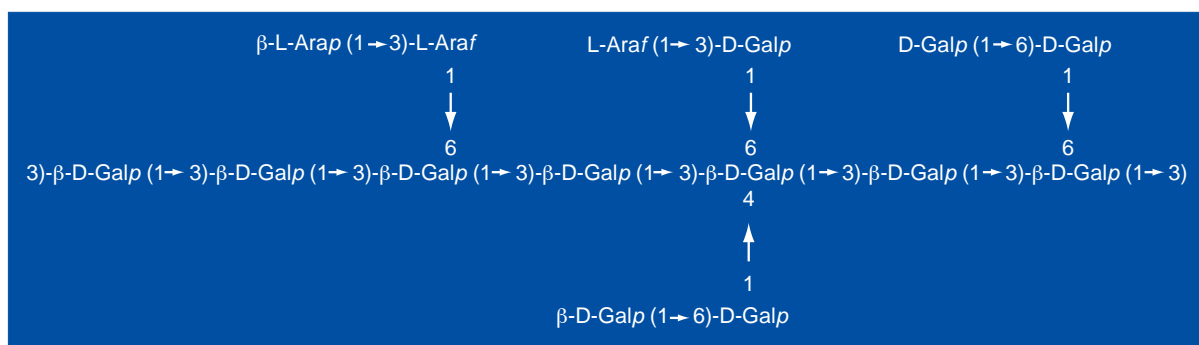 β-L-Arap (1→3)-L-Araf L-Araf (1→ 3)-D-Galp D-Galp (1→ 6)-D-Galp
1 1 1
6 6 6
3)-β-D-Galp (1→ 3)-β-D-Galp (1→ 3)-β-D-Galp (1→ 3)-β-D-Galp (1→ 3)-β-D-Galp (1→ 3)-β-D-Galp (1→ 3)-β-D-Galp (1→ 3)
4
1
β-D-Galp (1→ 6)-D-Galp